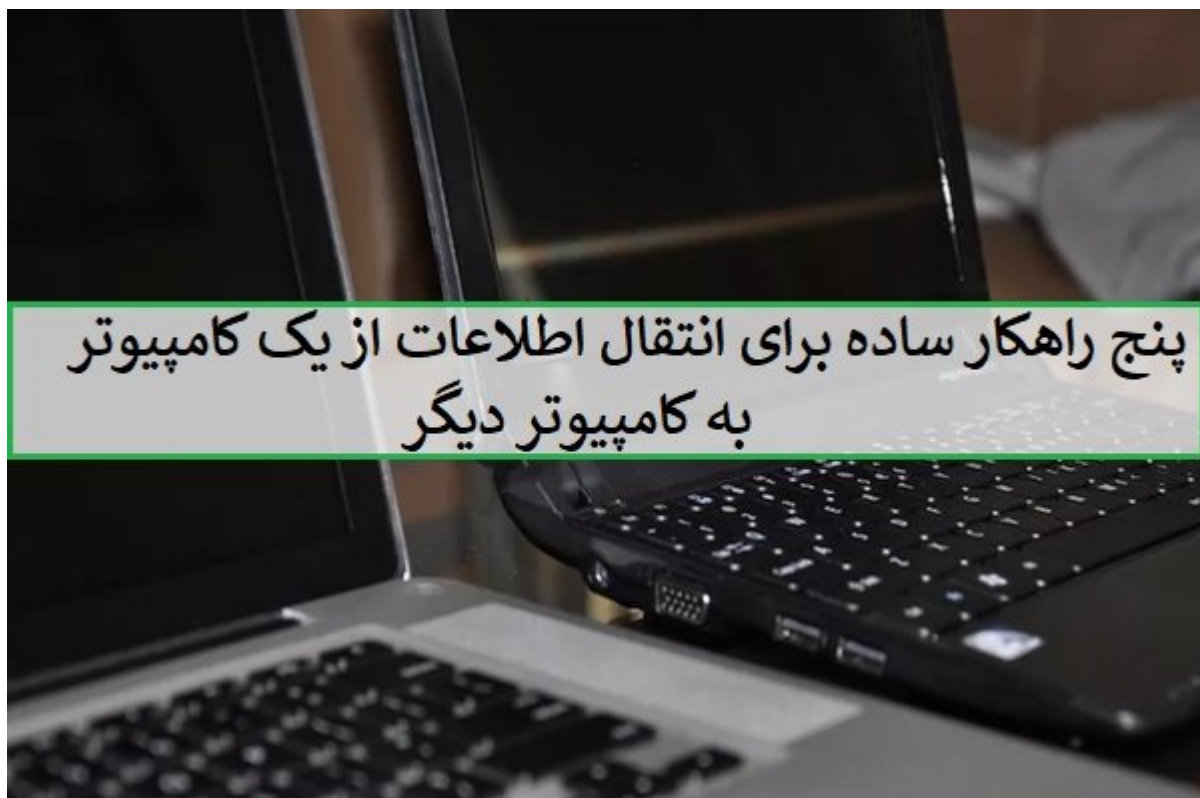 پنج راهکار ساده برای انتقال اطلاعات از یک کامپیوتر
به کامپیوتر دیگر